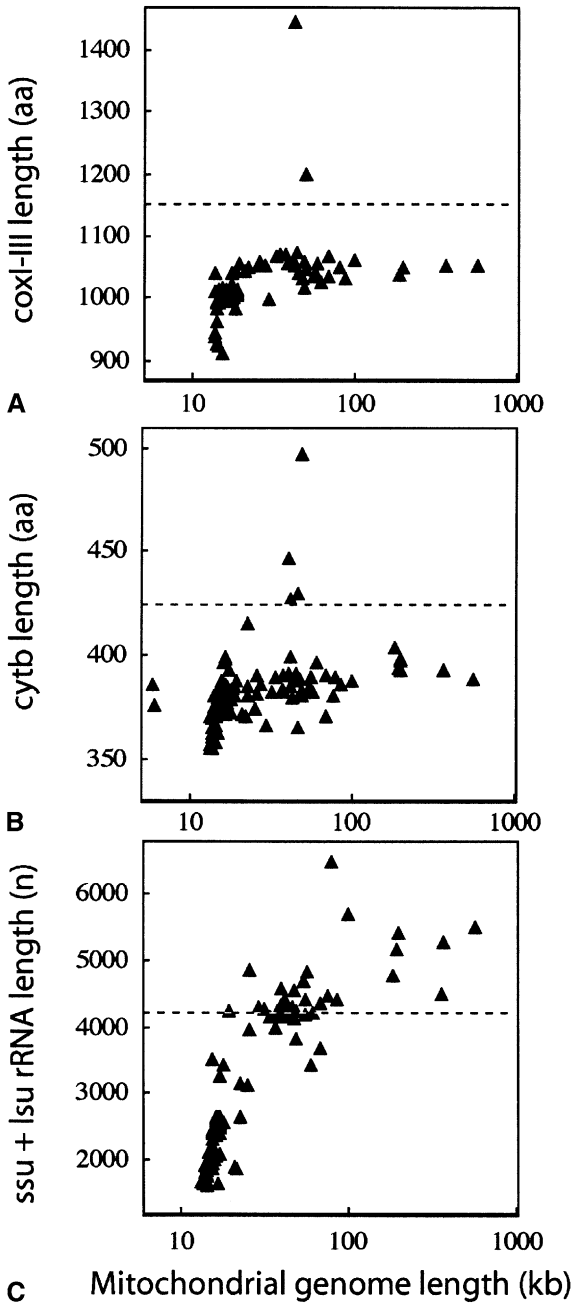 coxI-III length (aa)
1400
1300
1200
1100
1000
900
A
10 100 1000
cytb length (aa)
500
450
400
350
B
10 100 1000
ssu + lsu rRNA length (n)
6000
5000
4000
3000
2000
10 100 1000
C
Mitochondrial genome length (kb)